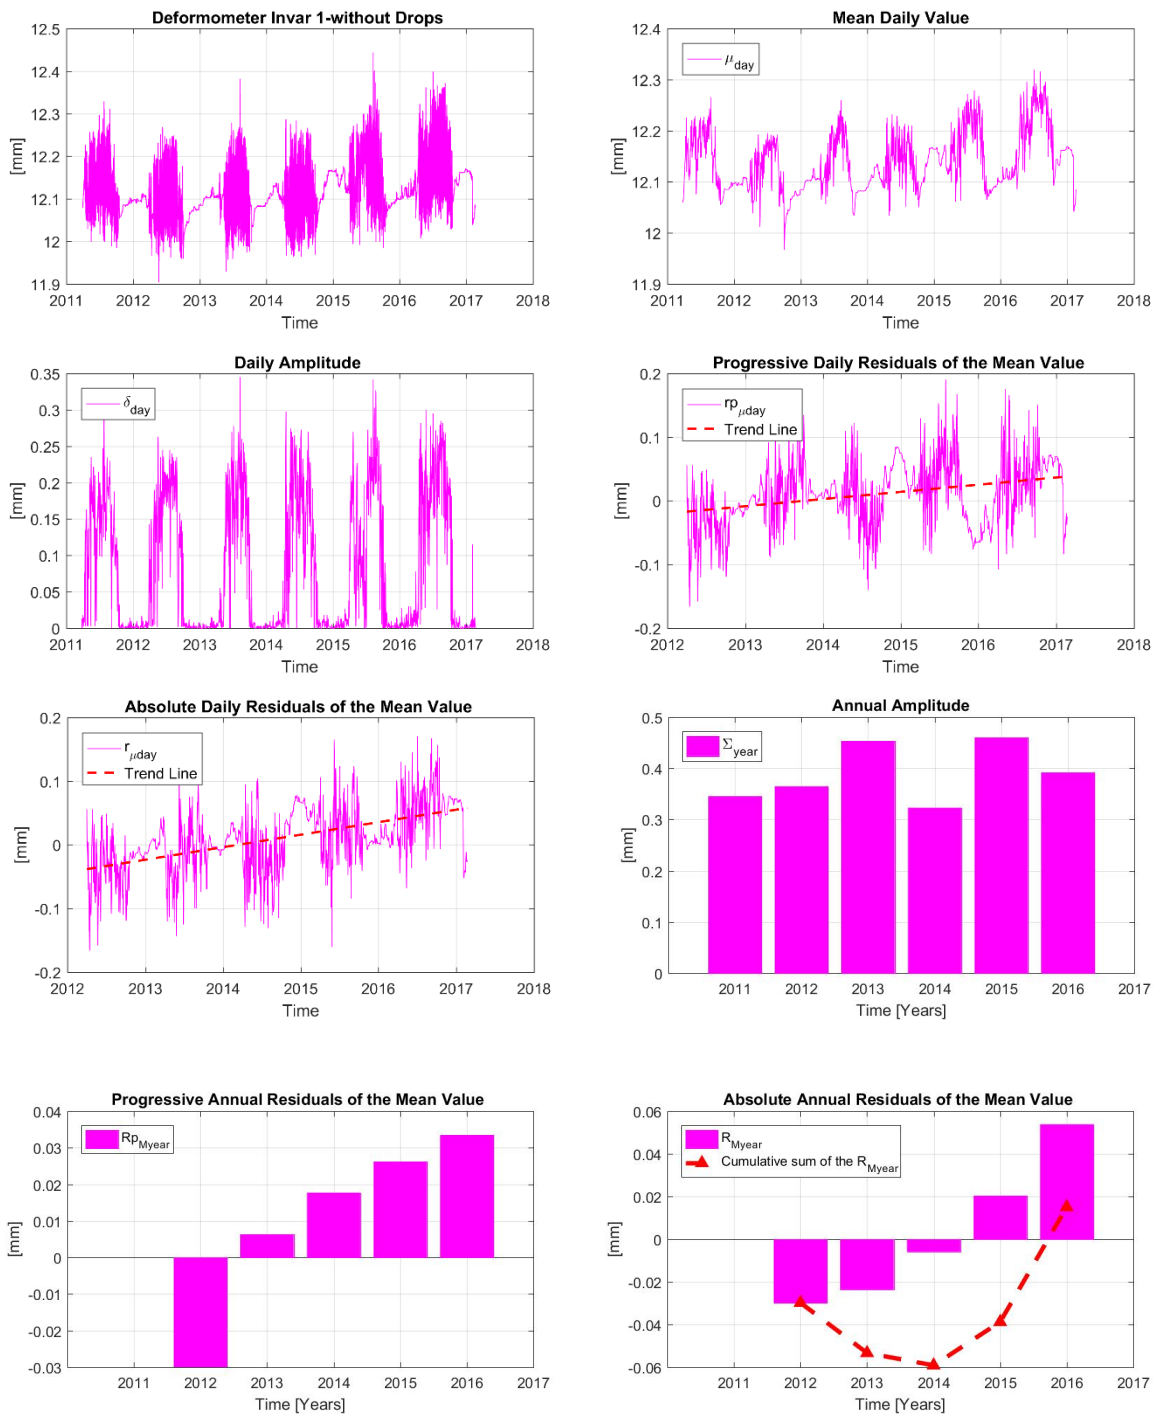 Deformometer Invar 1-without Drops
12.5
12.4
12.3
12.2
12.1
12
11.9
[mm]
2011 2012 2013 2014 2015 2016 2017 2018
Time
Mean Daily Value
μday
12.4
12.3
12.2
12.1
12
11.9
[mm]
2011 2012 2013 2014 2015 2016 2017 2018
Time
Daily Amplitude
δday
0.35
0.3
0.25
0.2
0.15
0.1
0.05
0
[mm]
2011 2012 2013 2014 2015 2016 2017 2018
Time
Progressive Daily Residuals of the Mean Value
rpμday
Trend Line
0.2
0.1
0
-0.1
-0.2
[mm]
2012 2013 2014 2015 2016 2017 2018
Time
Absolute Daily Residuals of the Mean Value
rμday
Trend Line
0.2
0.1
0
-0.1
-0.2
[mm]
2012 2013 2014 2015 2016 2017 2018
Time
Annual Amplitude
Σyear
0.5
0.4
0.3
0.2
0.1
0
[mm]
2011 2012 2013 2014 2015 2016 2017
Time [Years]
Progressive Annual Residuals of the Mean Value
RpMyear
0.04
0.03
0.02
0.01
0
-0.01
-0.02
-0.03
[mm]
2011 2012 2013 2014 2015 2016 2017
Time [Years]
Absolute Annual Residuals of the Mean Value
RMyear
Cumulative sum of the RMyear
0.06
0.04
0.02
0
-0.02
-0.04
-0.06
[mm]
2011 2012 2013 2014 2015 2016 2017
Time [Years]